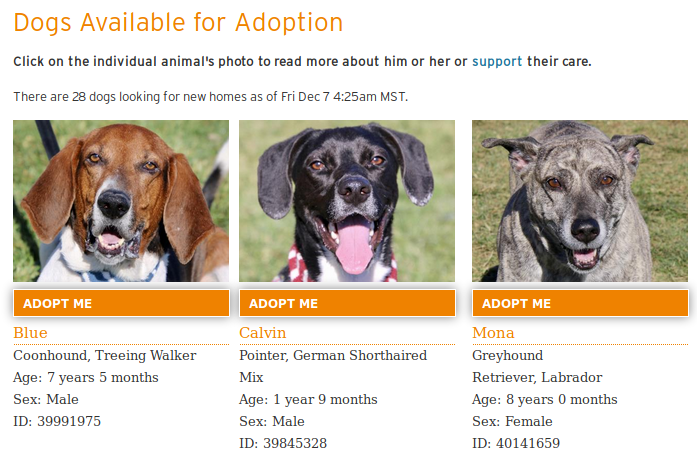 Dogs Available for Adoption
Click on the individual animal's photo to read more about him or her or support their care.
There are 28 dogs looking for new homes as of Fri Dec 7 4:25am MST.
ADOPT ME
Blue
Coonhound, Treeing Walker
Age: 7 years 5 months
Sex: Male
ID: 39991975
ADOPT ME
Calvin
Pointer, German Shorthaired
Mix
Age: 1 year 9 months
Sex: Male
ID: 39845328
ADOPT ME
Mona
Greyhound
Retriever, Labrador
Age: 8 years 0 months
Sex: Female
ID: 40141659